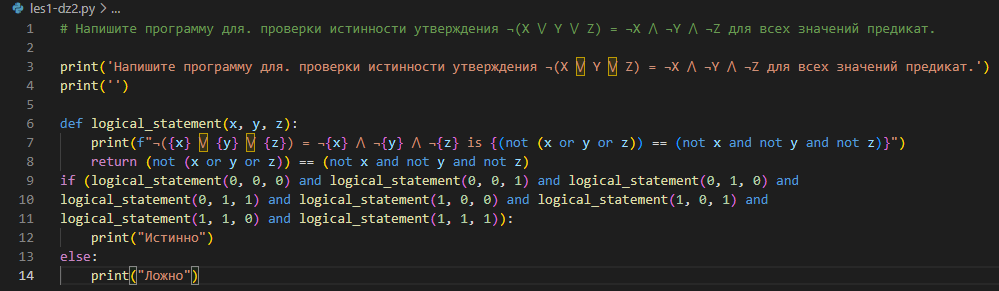 les1-dz2.py > ...
1 # Напишите программу для. проверки истинности утверждения ¬(X ⋁ Y ⋁ Z) = ¬X ⋀ ¬Y ⋀ ¬Z для всех значений предикат.
2
3 print('Напишите программу для. проверки истинности утверждения ¬(X ⋁ Y ⋁ Z) = ¬X ⋀ ¬Y ⋀ ¬Z для всех значений предикат.')
4 print('')
5
6 def logical_statement(x, y, z):
7     print(f"¬({x} ⋁ {y} ⋁ {z}) = ¬{x} ⋀ ¬{y} ⋀ ¬{z} is {(not (x or y or z)) == (not x and not y and not z)}")
8     return (not (x or y or z)) == (not x and not y and not z)
9 if (logical_statement(0, 0, 0) and logical_statement(0, 0, 1) and logical_statement(0, 1, 0) and
10 logical_statement(0, 1, 1) and logical_statement(1, 0, 0) and logical_statement(1, 0, 1) and
11 logical_statement(1, 1, 0) and logical_statement(1, 1, 1)):
12     print("Истинно")
13 else:
14     print("Ложно")